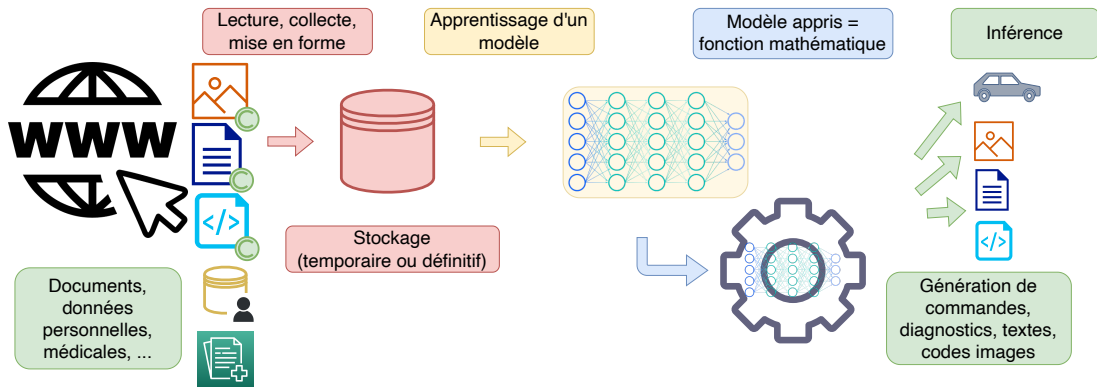 Lecture, collecte,
mise en forme
Apprentissage d'un
modèle
Modèle appris =
fonction mathématique
Inférence
www
C
C
</>
C
Stockage
(temporaire ou définitif)
Documents,
données
personnelles,
médicales, ...
</>
Génération de
commandes,
diagnostics, textes,
codes images